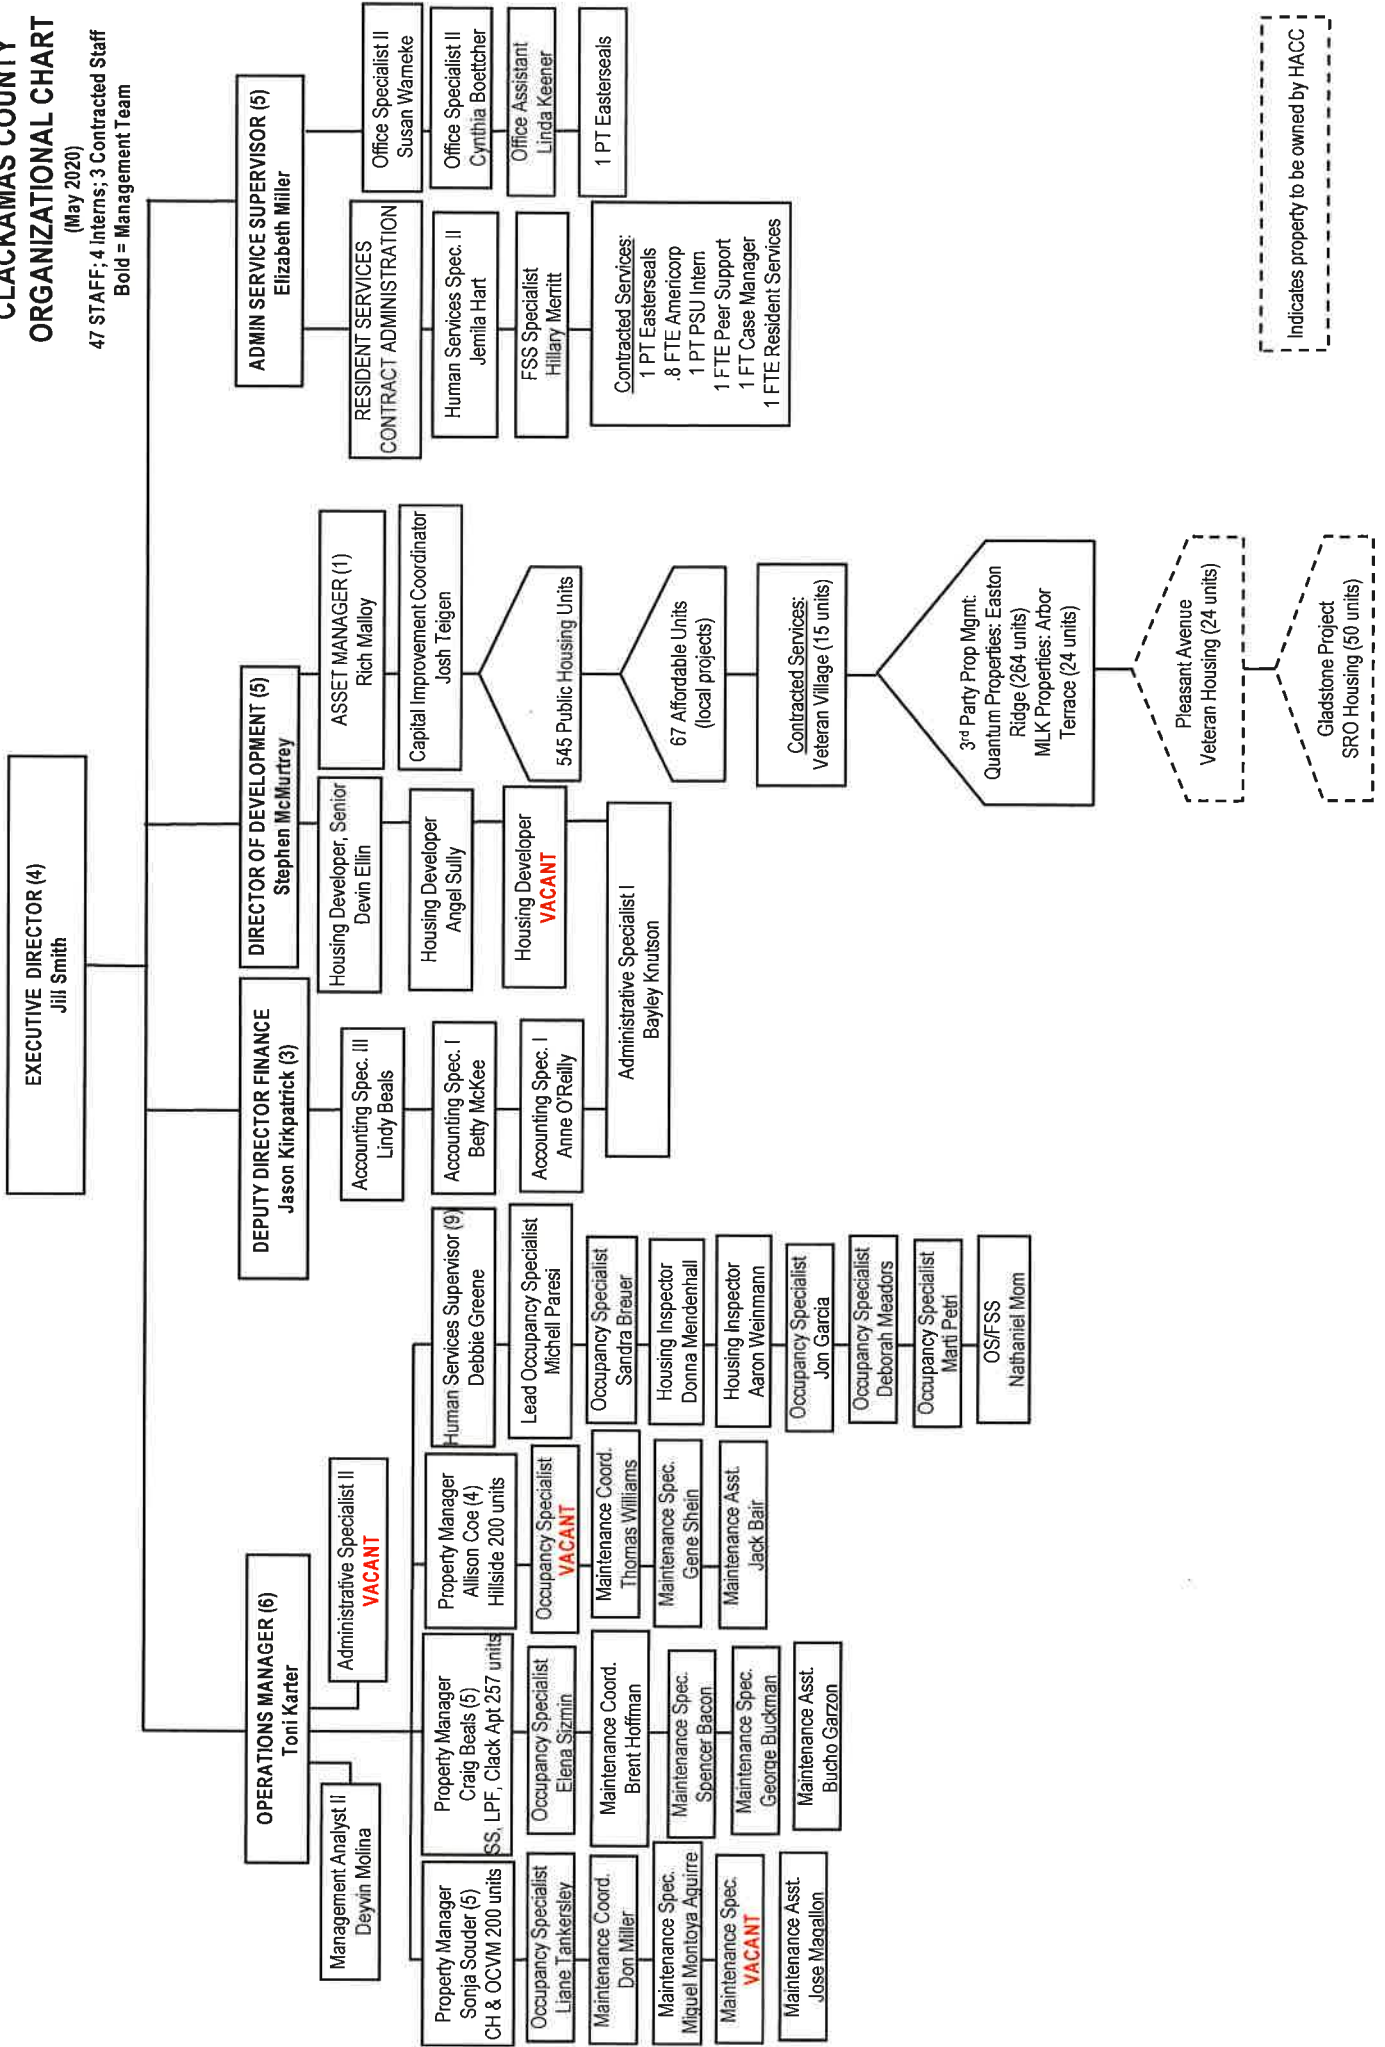 CLACKAMAS COUNTY
ORGANIZATIONAL CHART
(May 2020)
47 STAFF; 4 Interns; 3 Contracted Staff
Bold = Management Team
EXECUTIVE DIRECTOR (4)
Jill Smith
OPERATIONS MANAGER (6)
Toni Karter
Management Analyst II
Deyvin Molina
Administrative Specialist II
VACANT
Property Manager
Sonja Souder (5)
CH & OCVM 200 units
Occupancy Specialist
Liane Tankersley
Maintenance Coord.
Don Miller
Maintenance Spec.
Miguel Montoya Aguirre
Maintenance Spec.
VACANT
Maintenance Asst.
Jose Magallon
Property Manager
Craig Beals (5)
SS, LPF, Clack Apt 257 units
Occupancy Specialist
Elena Sizmin
Maintenance Coord.
Brent Hoffman
Maintenance Spec.
Spencer Bacon
Maintenance Spec.
George Buckman
Maintenance Asst.
Bucho Garzon
Property Manager
Allison Coe (4)
Hillside 200 units
Occupancy Specialist
VACANT
Maintenance Coord.
Thomas Williams
Maintenance Spec.
Gene Shein
Maintenance Asst.
Jack Bair
Human Services Supervisor (9)
Debbie Greene
Lead Occupancy Specialist
Michell Paresi
Occupancy Specialist
Sandra Breuer
Housing Inspector
Donna Mendenhall
Housing Inspector
Aaron Weinmann
Occupancy Specialist
Jon Garcia
Occupancy Specialist
Deborah Meadors
Occupancy Specialist
Marti Petri
OS/FSS
Nathaniel Mom
DEPUTY DIRECTOR FINANCE
Jason Kirkpatrick (3)
Accounting Spec. III
Lindy Beals
Accounting Spec. I
Betty McKee
Accounting Spec. I
Anne O'Reilly
Administrative Specialist I
Bayley Knutson
DIRECTOR OF DEVELOPMENT (5)
Stephen McMurtrey
Housing Developer, Senior
Devin Ellin
Housing Developer
Angel Sully
Housing Developer
VACANT
ASSET MANAGER (1)
Rich Malloy
Capital Improvement Coordinator
Josh Teigen
545 Public Housing Units
67 Affordable Units
(local projects)
Contracted Services:
Veteran Village (15 units)
3rd Party Prop Mgmt:
Quantum Properties: Easton
Ridge (264 units)
MLK Properties: Arbor
Terrace (24 units)
Pleasant Avenue
Veteran Housing (24 units)
Gladstone Project
SRO Housing (50 units)
ADMIN SERVICE SUPERVISOR (5)
Elizabeth Miller
RESIDENT SERVICES
CONTRACT ADMINISTRATION
Human Services Spec. II
Jemila Hart
FSS Specialist
Hillary Merritt
Contracted Services:
1 PT Easterseals
.8 FTE Americorp
1 PT PSU Intern
1 FTE Peer Support
1 FT Case Manager
1 FTE Resident Services
Office Specialist II
Susan Warneke
Office Specialist II
Cynthia Boettcher
Office Assistant
Linda Keener
1 PT Easterseals
Indicates property to be owned by HACC